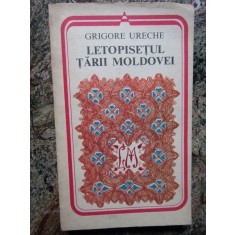 GRIGORE URECHE
LETOPISEȚUL
ȚĂRII MOLDOVEI